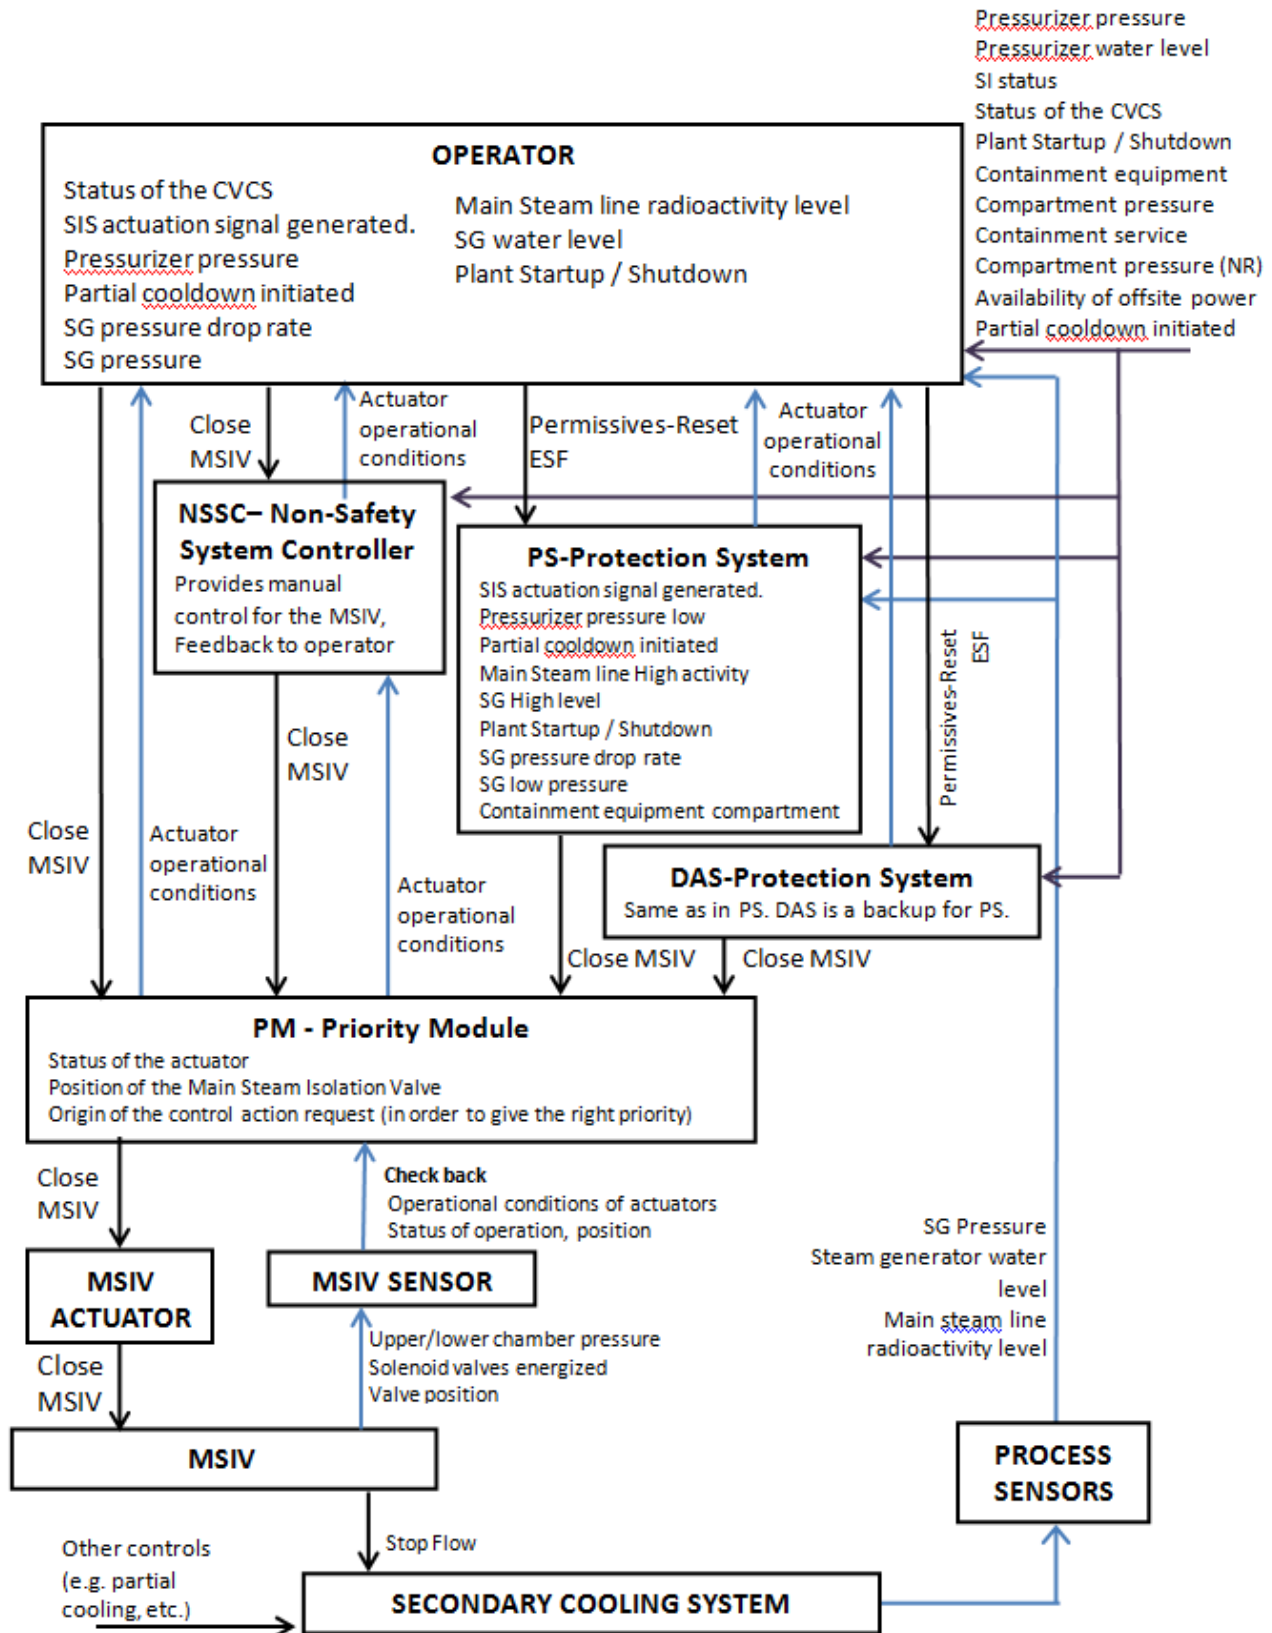 Pressurizer pressure
Pressurizer water level
SI status
Status of the CVCS
Plant Startup / Shutdown
Containment equipment
Compartment pressure
Containment service
Compartment pressure (NR)
Availability of offsite power
Partial cooldown initiated
OPERATOR
Status of the CVCS
SIS actuation signal generated.
Pressurizer pressure
Partial cooldown initiated
SG pressure drop rate
SG pressure
Main Steam line radioactivity level
SG water level
Plant Startup / Shutdown
Close
MSIV
Actuator
operational
conditions
Permissives-Reset
ESF
Actuator
operational
conditions
NSSC– Non-Safety
System Controller
Provides manual
control for the MSIV,
Feedback to operator
PS-Protection System
SIS actuation signal generated.
Pressurizer pressure low
Partial cooldown initiated
Main Steam line High activity
SG High level
Plant Startup / Shutdown
SG pressure drop rate
SG low pressure
Containment equipment compartment
Permissives-Reset
ESF
Close
MSIV
Close
MSIV
Actuator
operational
conditions
Actuator
operational
conditions
DAS-Protection System
Same as in PS. DAS is a backup for PS.
Close MSIV
Close MSIV
PM - Priority Module
Status of the actuator
Position of the Main Steam Isolation Valve
Origin of the control action request (in order to give the right priority)
Close
MSIV
Check back
Operational conditions of actuators
Status of operation, position
MSIV
ACTUATOR
MSIV SENSOR
SG Pressure
Steam generator water
level
Main steam line
radioactivity level
Close
MSIV
Upper/lower chamber pressure
Solenoid valves energized
Valve position
MSIV
PROCESS
SENSORS
Stop Flow
Other controls
(e.g. partial
cooling, etc.)
SECONDARY COOLING SYSTEM